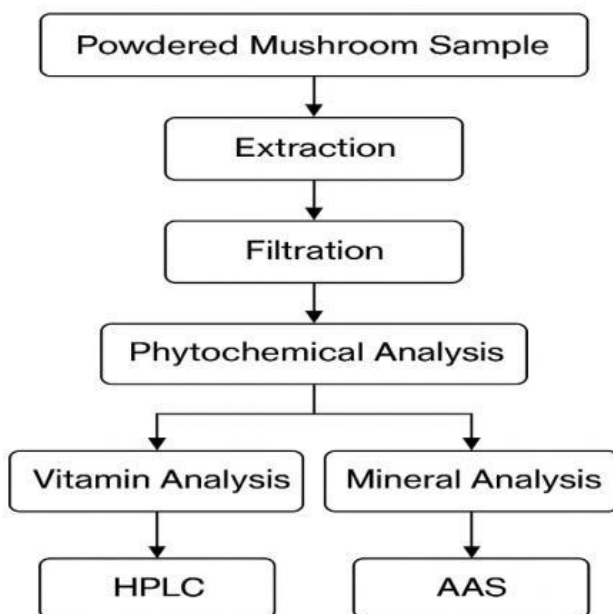 Powdered Mushroom Sample
Extraction
Filtration
Phytochemical Analysis
Vitamin Analysis
Mineral Analysis
HPLC
AAS